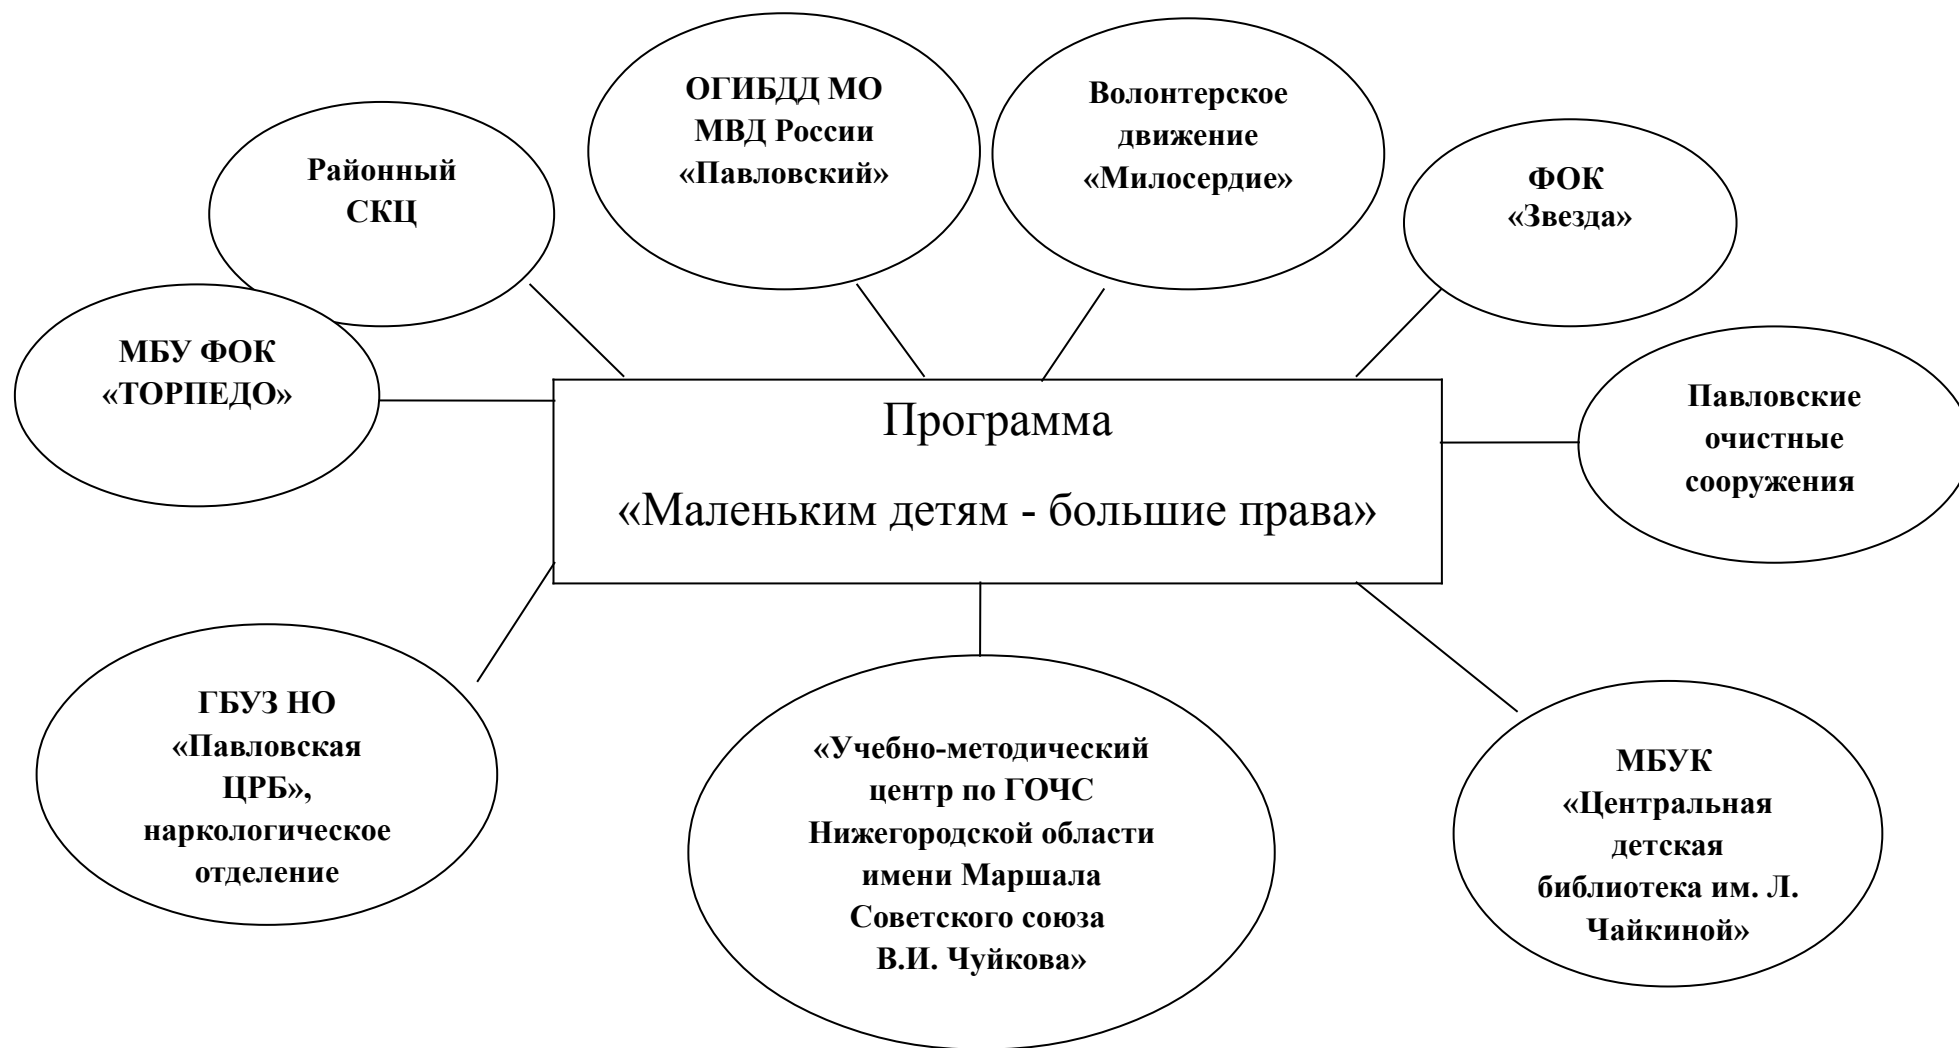 ОГИБДД МО
МВД России
«Павловский»
Волонтерское
движение
«Милосердие»
Районный
СКЦ
ФОК
«Звезда»
МБУ ФОК
«ТОРПЕДО»
Программа
«Маленьким детям - большие права»
Павловские
очистные
сооружения
ГБУЗ НО
«Павловская
ЦРБ»,
наркологическое
отделение
«Учебно-методический
центр по ГОЧС
Нижегородской области
имени Маршала
Советского союза
В.И. Чуйкова»
МБУК
«Центральная
детская
библиотека им. Л.
Чайкиной»